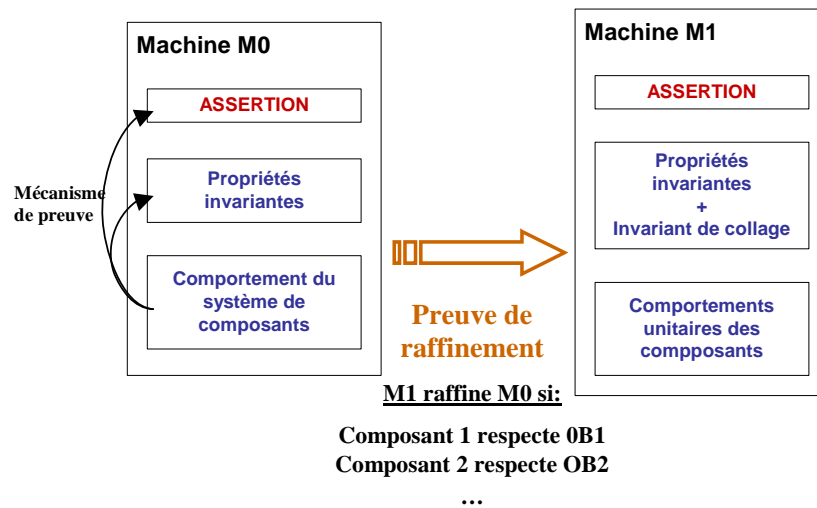 Machine M0
ASSERTION
Propriétés
invariantes
Comportement du
système de
composants
Mécanisme
de preuve
Preuve de
raffinement
M1 raffine M0 si:
Composant 1 respecte 0B1
Composant 2 respecte OB2
...
Machine M1
ASSERTION
Propriétés
invariantes
+
Invariant de collage
Comportements
unitaires des
compposants